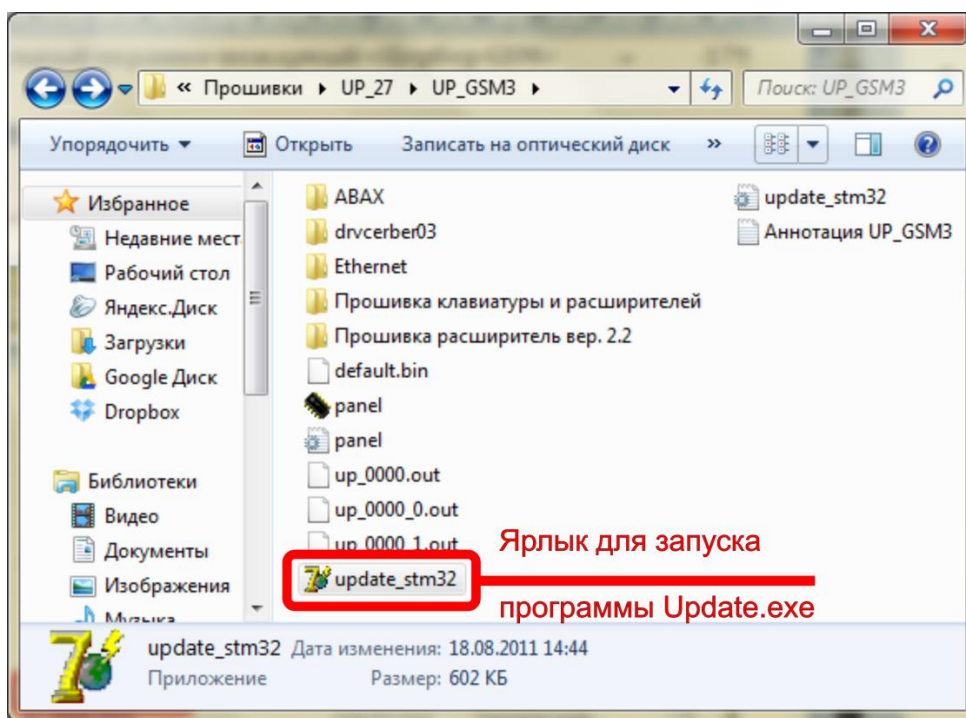 « Прошивки ▸ UP_27 ▸ UP_GSM3 ▸
Поиск: UP_GSM3
Упорядочить
Открыть
Записать на оптический диск
»
Избранное
Недавние мест
Рабочий стол
Яндекс.Диск
Загрузки
Google Диск
Dropbox
Библиотеки
Видео
Документы
Изображения
Музыка
ABAX
drvcerber03
Ethernet
Прошивка клавиатуры и расширителей
Прошивка расширитель вер. 2.2
default.bin
panel
panel
up_0000.out
up_0000_0.out
up_0000_1.out
update_stm32
update_stm32
Аннотация UP_GSM3
Ярлык для запуска
программы Update.exe
update_stm32 Дата изменения: 18.08.2011 14:44
Приложение Размер: 602 КБ